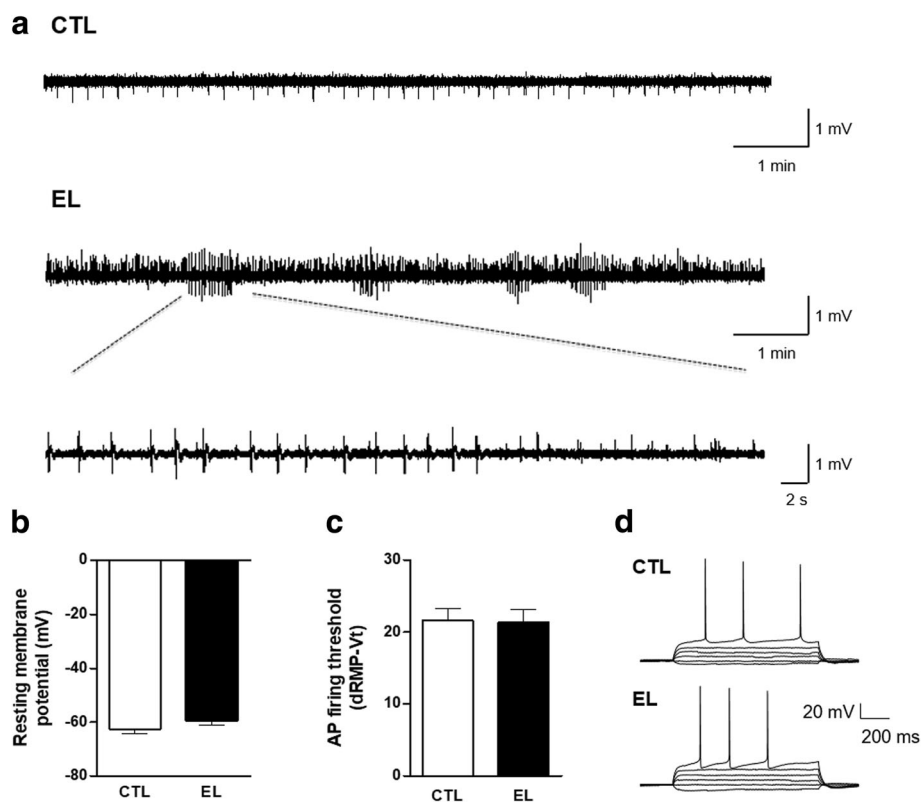 a CTL
1 mV
1 min
EL
1 mV
1 min
1 mV
2 s
b
Resting membrane
potential (mV)
0
-20
-40
-60
-80
CTL EL
c
AP firing threshold
(dRMP-Vt)
30
20
10
0
CTL EL
d
CTL
EL
20 mV
200 ms